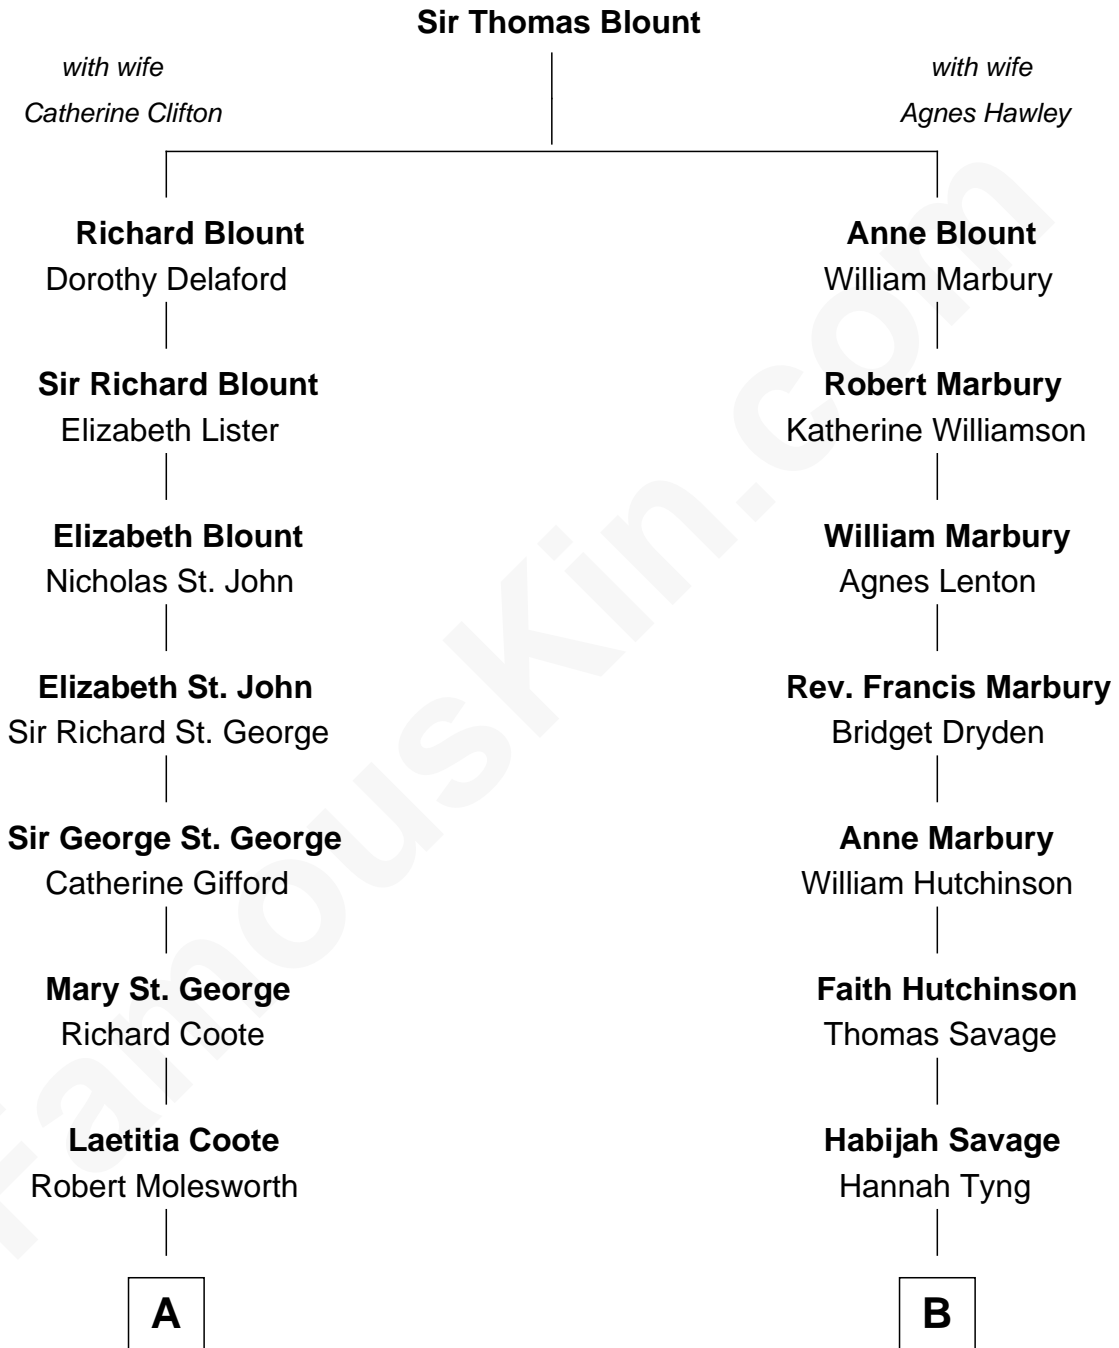 Sir Thomas Blount
with wife
Catherine Clifton
with wife
Agnes Hawley
Richard Blount
Dorothy Delaford
Anne Blount
William Marbury
Sir Richard Blount
Elizabeth Lister
Robert Marbury
Katherine Williamson
Elizabeth Blount
Nicholas St. John
William Marbury
Agnes Lenton
Elizabeth St. John
Sir Richard St. George
Rev. Francis Marbury
Bridget Dryden
Sir George St. George
Catherine Gifford
Anne Marbury
William Hutchinson
Mary St. George
Richard Coote
Faith Hutchinson
Thomas Savage
Laetitia Coote
Robert Molesworth
Habijah Savage
Hannah Tyng
A
B
FamousKin.com